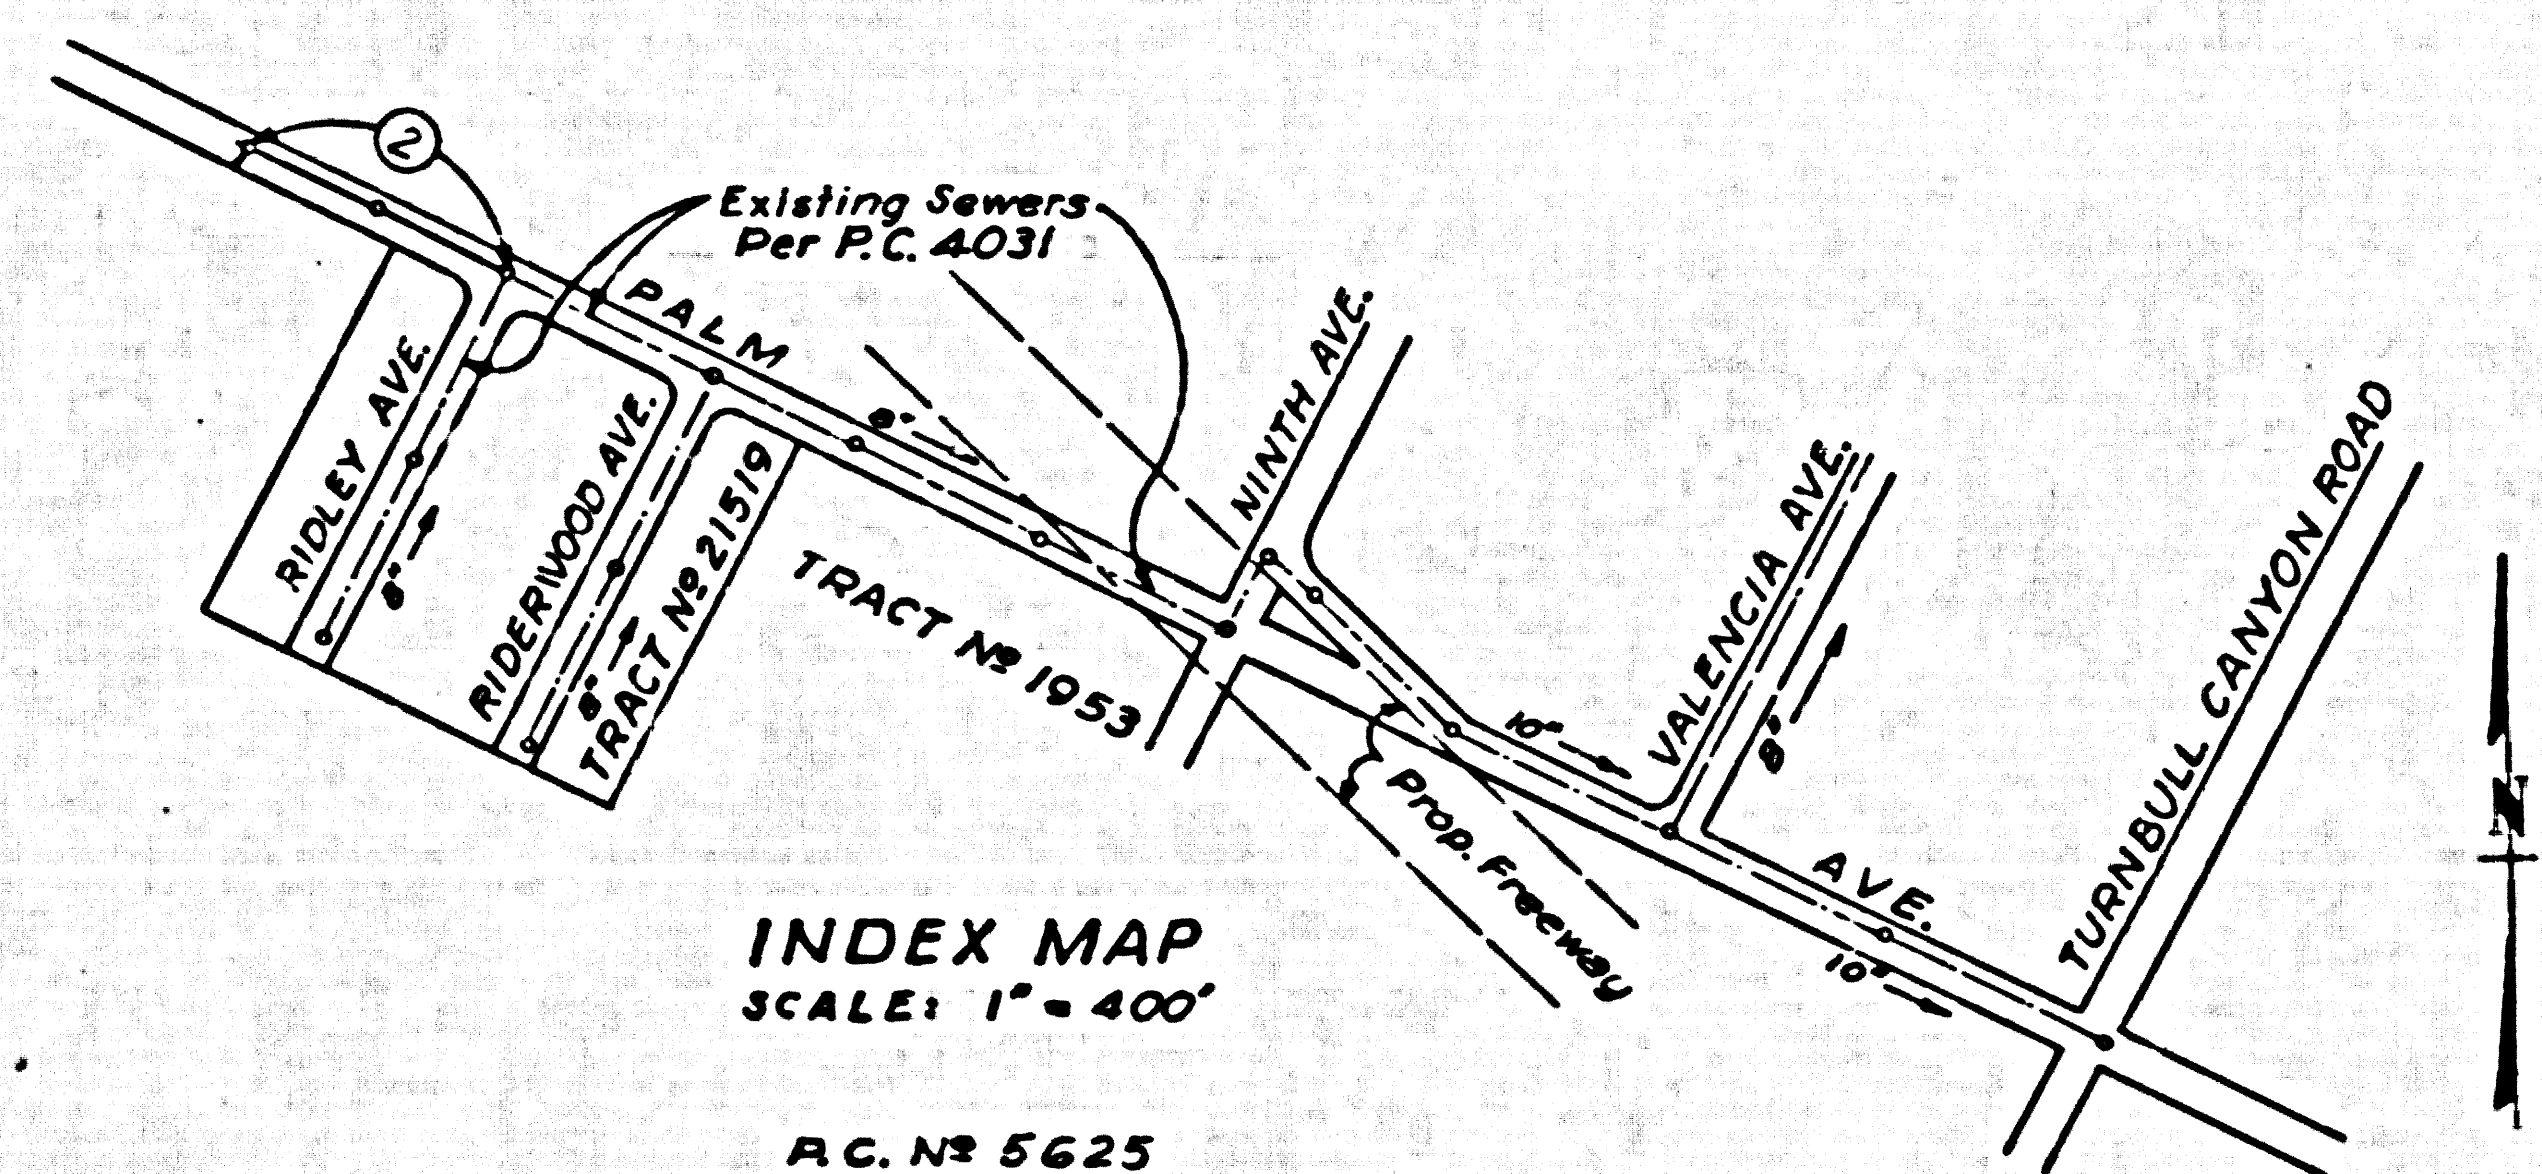 2
Existing Sewers
Per P.C. 4031
PALM
8"
NINTH AVE.
RIDLEY AVE.
8"
RIDERWOOD AVE.
8"
TRACT Nº 21519
TRACT Nº 1953
10"
VALENCIA AVE.
8"
TURNBULL CANYON ROAD
Prop. Freeway
AVE.
10"
N
INDEX MAP
SCALE: 1" = 400'
P.C. Nº 5625